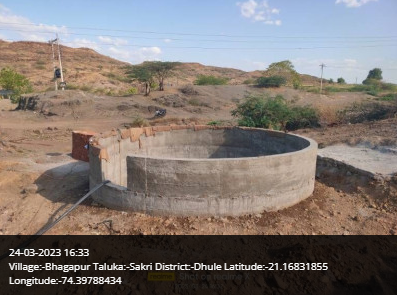 24-03-2023 16:33
Village:-Bhagapur Taluka:-Sakri District:-Dhule Latitude:-21.16831855
Longitude:-74.39788434